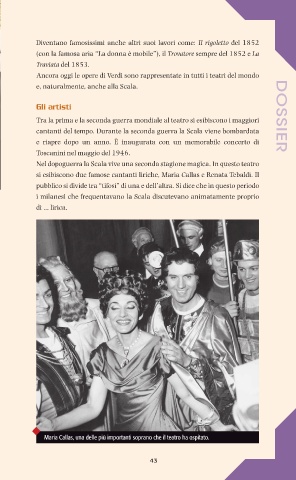 Diventano famosissimi anche altri suoi lavori come: Il rigoletto del 1852
(con la famosa aria "La donna è mobile"), il Trovatore sempre del 1852 e La
Traviata del 1853.
Ancora oggi le opere di Verdi sono rappresentate in tutti i teatri del mondo
e, naturalmente, anche alla Scala.
Gli artisti
Tra la prima e la seconda guerra mondiale al teatro si esibiscono i maggiori
cantanti del tempo. Durante la seconda guerra la Scala viene bombardata
e riapre dopo un anno. È inaugurata con un memorabile concerto di
Toscanini nel maggio del 1946.
Nel dopoguerra la Scala vive una seconda stagione magica. In questo teatro
si esibiscono due famose cantanti liriche, Maria Callas e Renata Tebaldi. Il
pubblico si divide tra "tifosi" di una e dell'altra. Si dice che in questo periodo
i milanesi che frequentavano la Scala discutevano animatamente proprio
di ... lirica.
DOSSIER
Maria Callas, una delle più importanti soprano che il teatro ha ospitato.
43